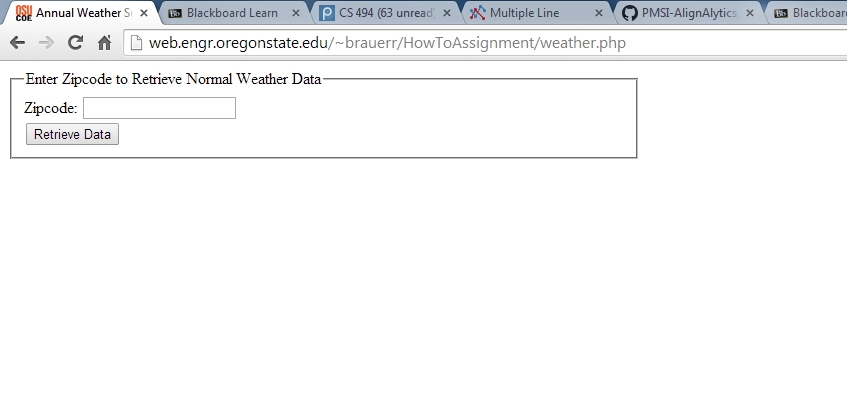 OSU COE Annual Weather S
Bb Blackboard Learn
CS 494 (63 unread)
Multiple Line
PMSI-AlignAlytics
Bb Blackboard
web.engr.oregonstate.edu/~brauerr/HowToAssignment/weather.php
Enter Zipcode to Retrieve Normal Weather Data
Zipcode:
Retrieve Data